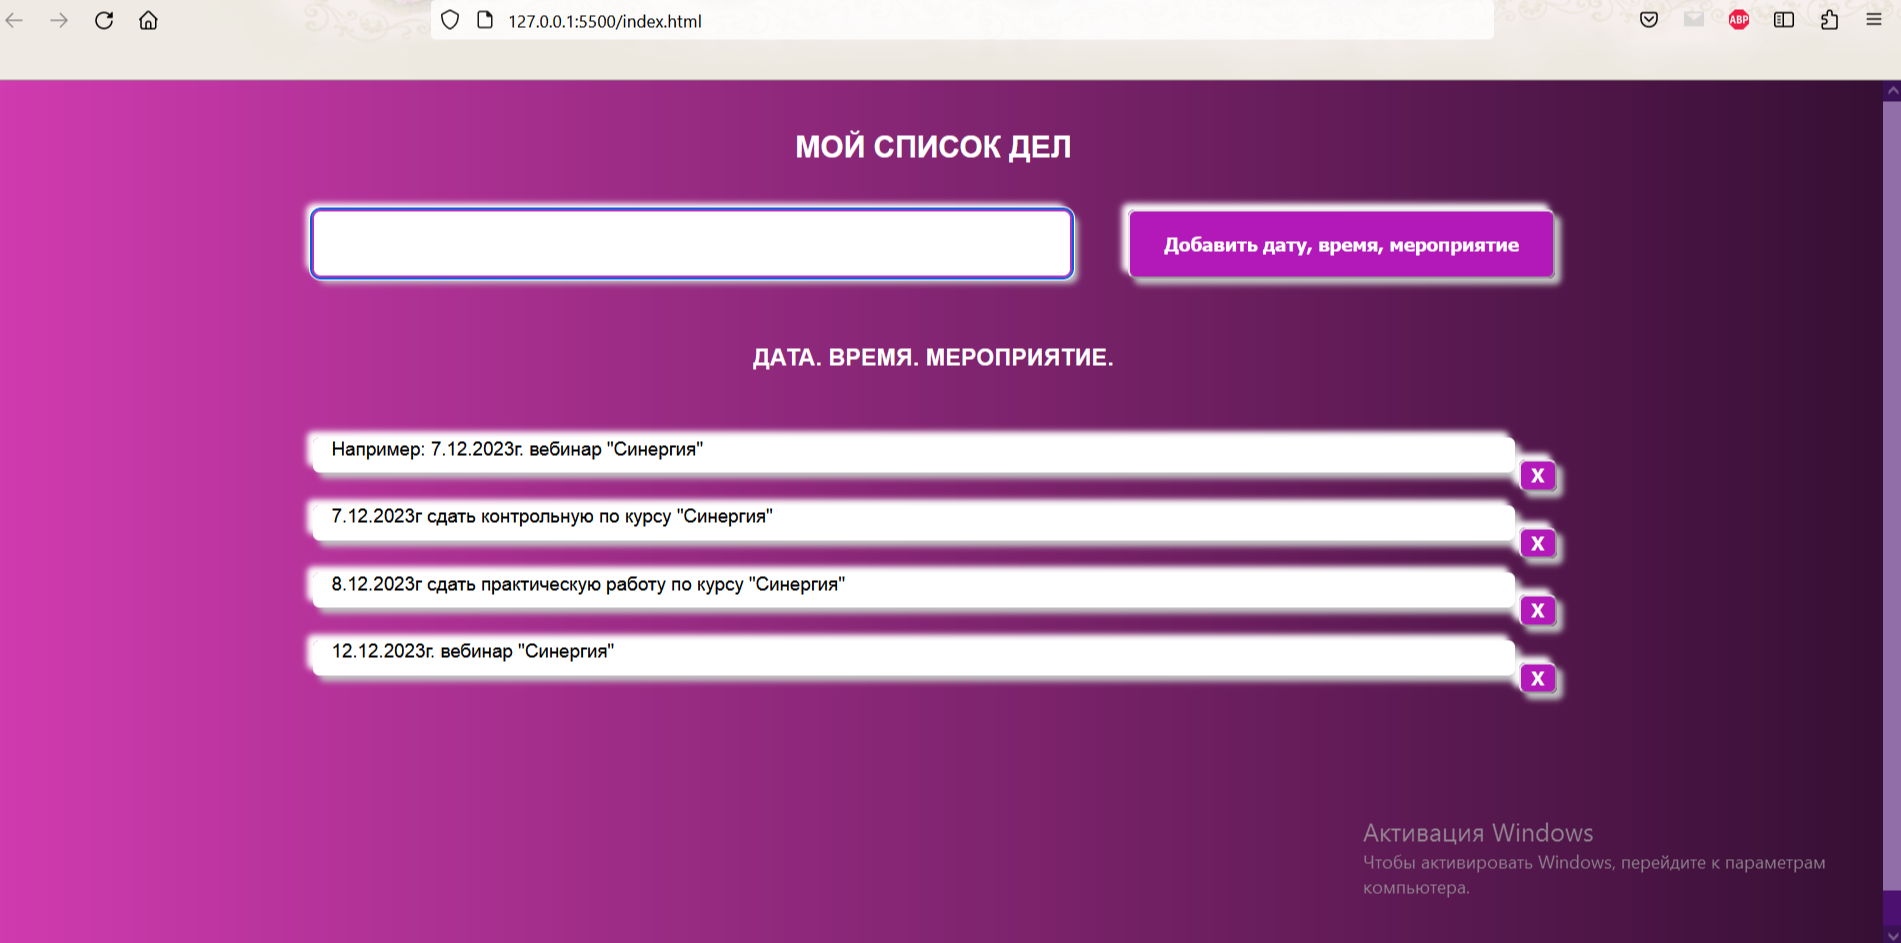 127.0.0.1:5500/index.html
ABP
МОЙ СПИСОК ДЕЛ
Добавить дату, время, мероприятие
ДАТА. ВРЕМЯ. МЕРОПРИЯТИЕ.
Например: 7.12.2023г. вебинар "Синергия"
X
7.12.2023г сдать контрольную по курсу "Синергия"
X
8.12.2023г сдать практическую работу по курсу "Синергия"
X
12.12.2023г. вебинар "Синергия"
X
Активация Windows
Чтобы активировать Windows, перейдите к параметрам
компьютера.